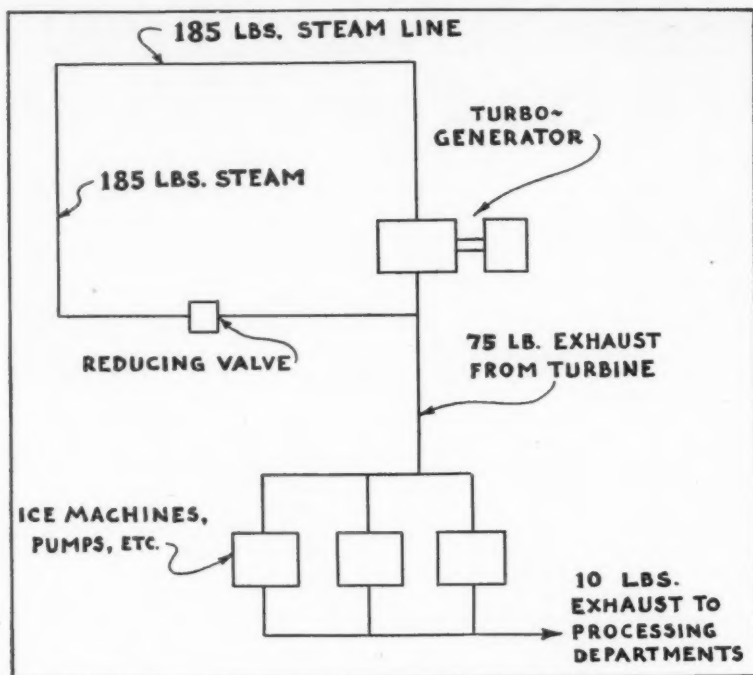 185 LBS. STEAM LINE
TURBO~
GENERATOR
185 LBS. STEAM
REDUCING VALVE
75 LB. EXHAUST
FROM TURBINE
ICE MACHINES,
PUMPS, ETC.
10 LBS.
EXHAUST TO
PROCESSING
DEPARTMENTS